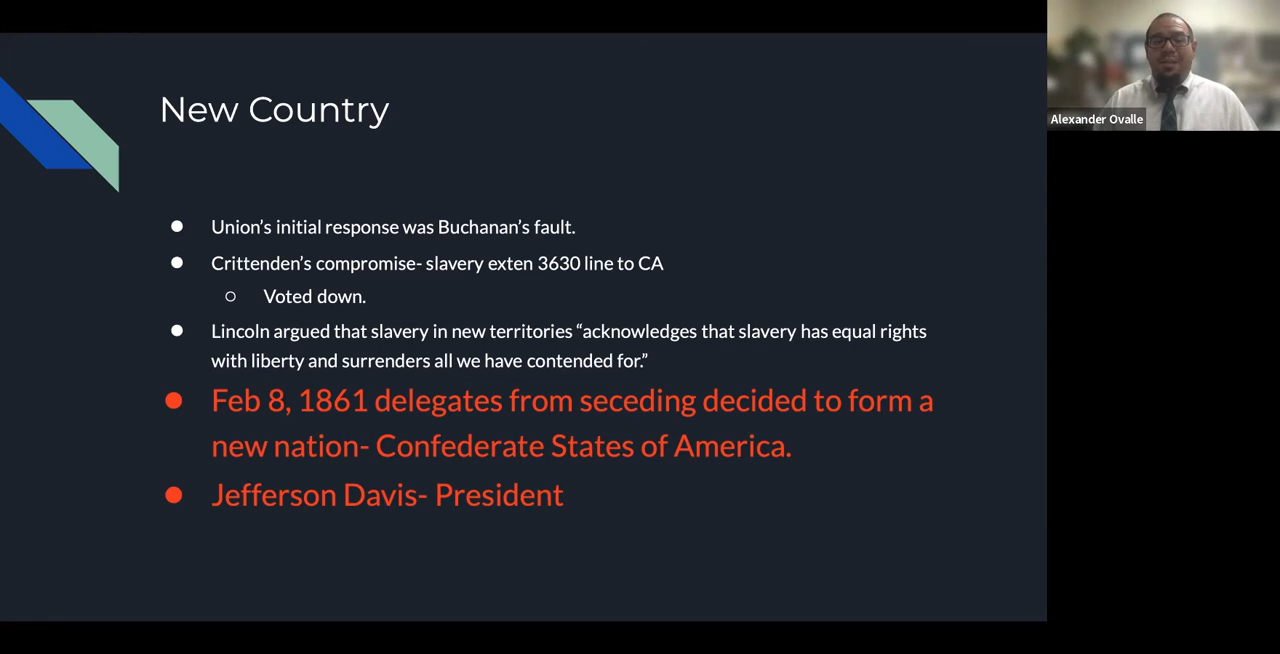 New Country
● Union’s initial response was Buchanan’s fault.
● Crittenden’s compromise- slavery exten 3630 line to CA
○ Voted down.
● Lincoln argued that slavery in new territories “acknowledges that slavery has equal rights
with liberty and surrenders all we have contended for.”
● Feb 8, 1861 delegates from seceding decided to form a
new nation- Confederate States of America.
● Jefferson Davis- President
Alexander Ovalle